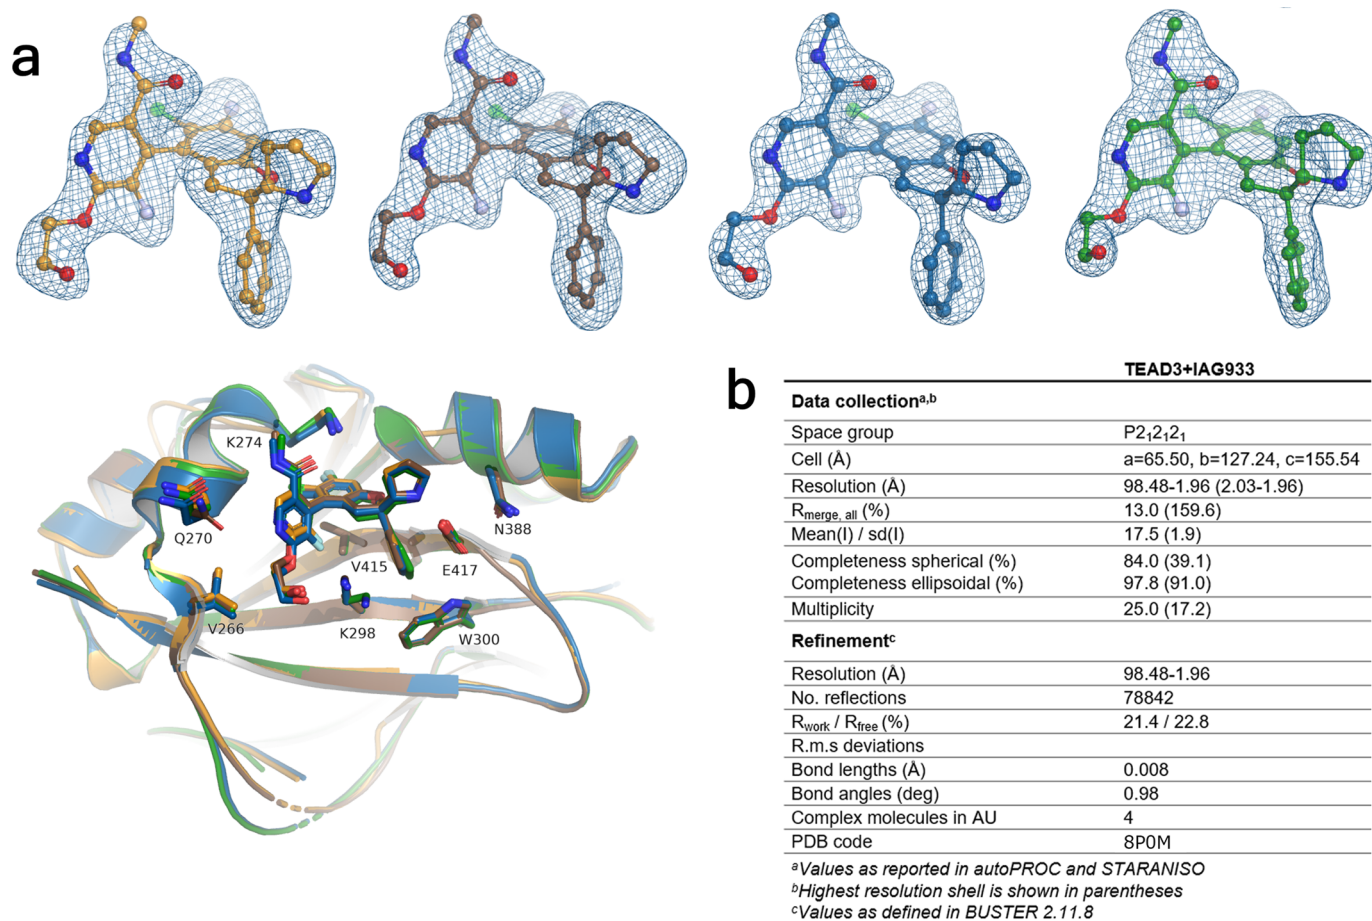 a
K274
Q270
N388
V415
E417
V266
K298
W300
b
TEAD3+IAG933
Data collectionᵃ,ᵇ
Space group P2₁2₁2₁
Cell (Å) a=65.50, b=127.24, c=155.54
Resolution (Å) 98.48-1.96 (2.03-1.96)
Rmerge, all (%) 13.0 (159.6)
Mean(I) / sd(I) 17.5 (1.9)
Completeness spherical (%) 84.0 (39.1)
Completeness ellipsoidal (%) 97.8 (91.0)
Multiplicity 25.0 (17.2)
Refinementᶜ
Resolution (Å) 98.48-1.96
No. reflections 78842
Rwork / Rfree (%) 21.4 / 22.8
R.m.s deviations
Bond lengths (Å) 0.008
Bond angles (deg) 0.98
Complex molecules in AU 4
PDB code 8P0M
ᵃValues as reported in autoPROC and STARANISO
ᵇHighest resolution shell is shown in parentheses
ᶜValues as defined in BUSTER 2.11.8